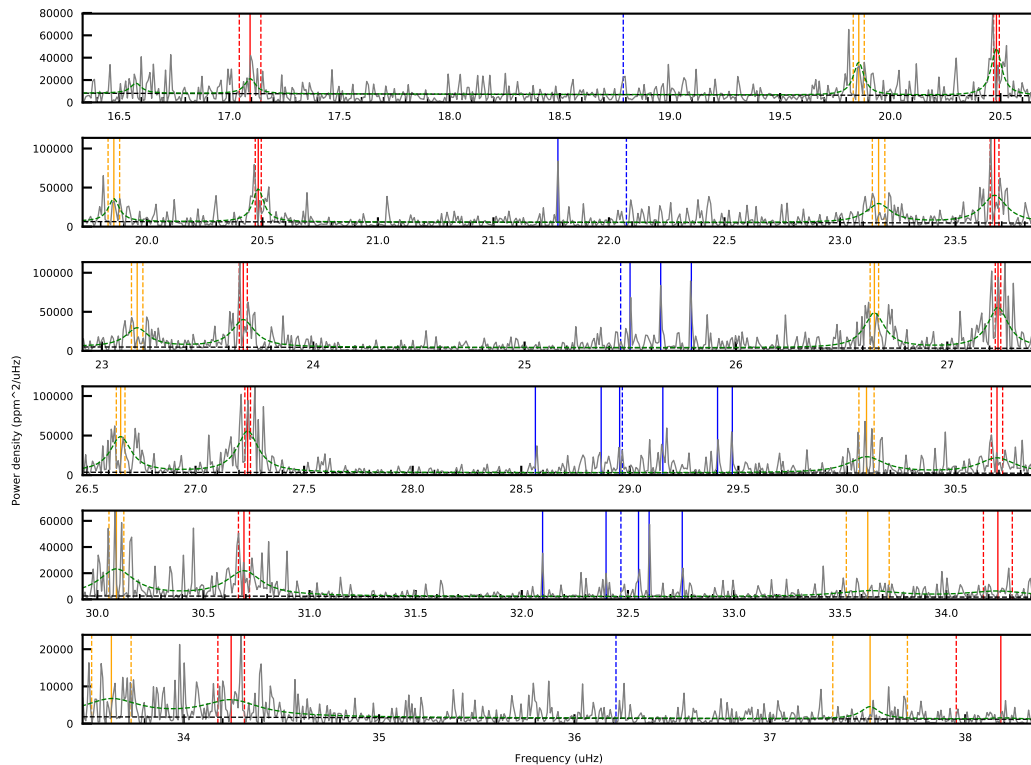 80000
60000
40000
20000
0
16.5 17.0 17.5 18.0 18.5 19.0 19.5 20.0 20.5
100000
50000
0
20.0 20.5 21.0 21.5 22.0 22.5 23.0 23.5
100000
50000
0
23 24 25 26 27
Power density (ppm^2/uHz)
100000
50000
0
26.5 27.0 27.5 28.0 28.5 29.0 29.5 30.0 30.5
60000
40000
20000
0
30.0 30.5 31.0 31.5 32.0 32.5 33.0 33.5 34.0
20000
10000
0
34 35 36 37 38
Frequency (uHz)